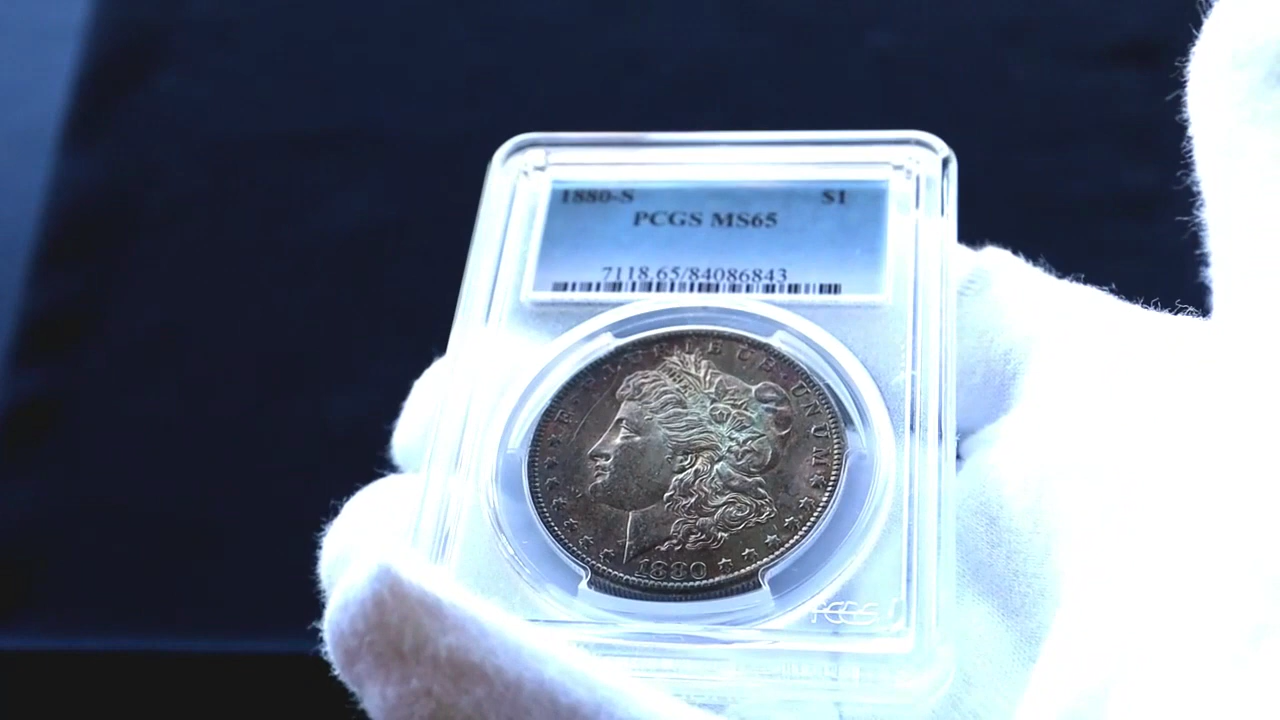 1880-S $1
PCGS MS65
7118.65/84086843
E · PLURIBUS · UNUM
1880
PCGS